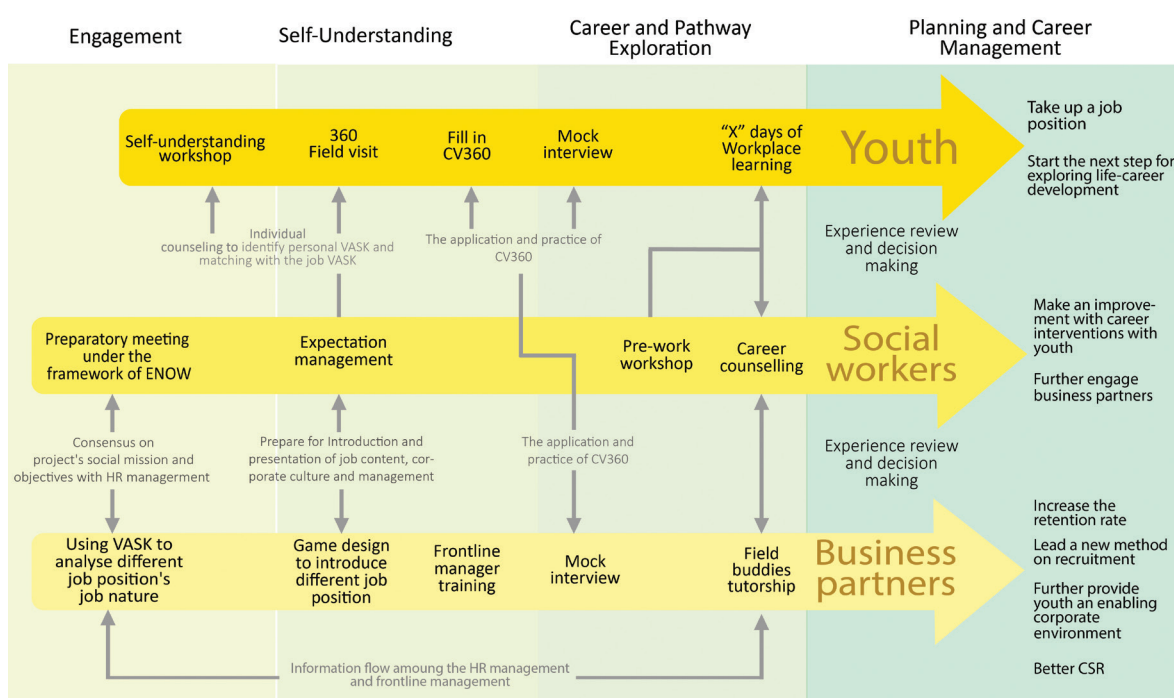 Engagement
Self-Understanding
Career and Pathway
Exploration
Planning and Career
Management
Self-understanding
workshop
360
Field visit
Fill in
CV360
Mock
interview
“X” days of
Workplace
learning
Youth
Take up a job
position
Start the next step for
exploring life-career
development
Individual
counseling to identify personal VASK and
matching with the job VASK
The application and practice of
CV360
Experience review
and decision
making
Preparatory meeting
under the
framework of ENOW
Expectation
management
Pre-work
workshop
Career
counselling
Social
workers
Make an improve-
ment with career
interventions with
youth
Further engage
business partners
Consensus on
project's social mission and
objectives with HR managerment
Prepare for Introduction and
presentation of job content, cor-
porate culture and management
The application and
practice of CV360
Experience review
and decision
making
Using VASK to
analyse different
job position's
job nature
Game design
to introduce
different job
position
Frontline
manager
training
Mock
interview
Field
buddies
tutorship
Business
partners
Increase the
retention rate
Lead a new method
on recruitment
Further provide
youth an enabling
corporate
environment
Better CSR
Information flow amoung the HR management
and frontline management